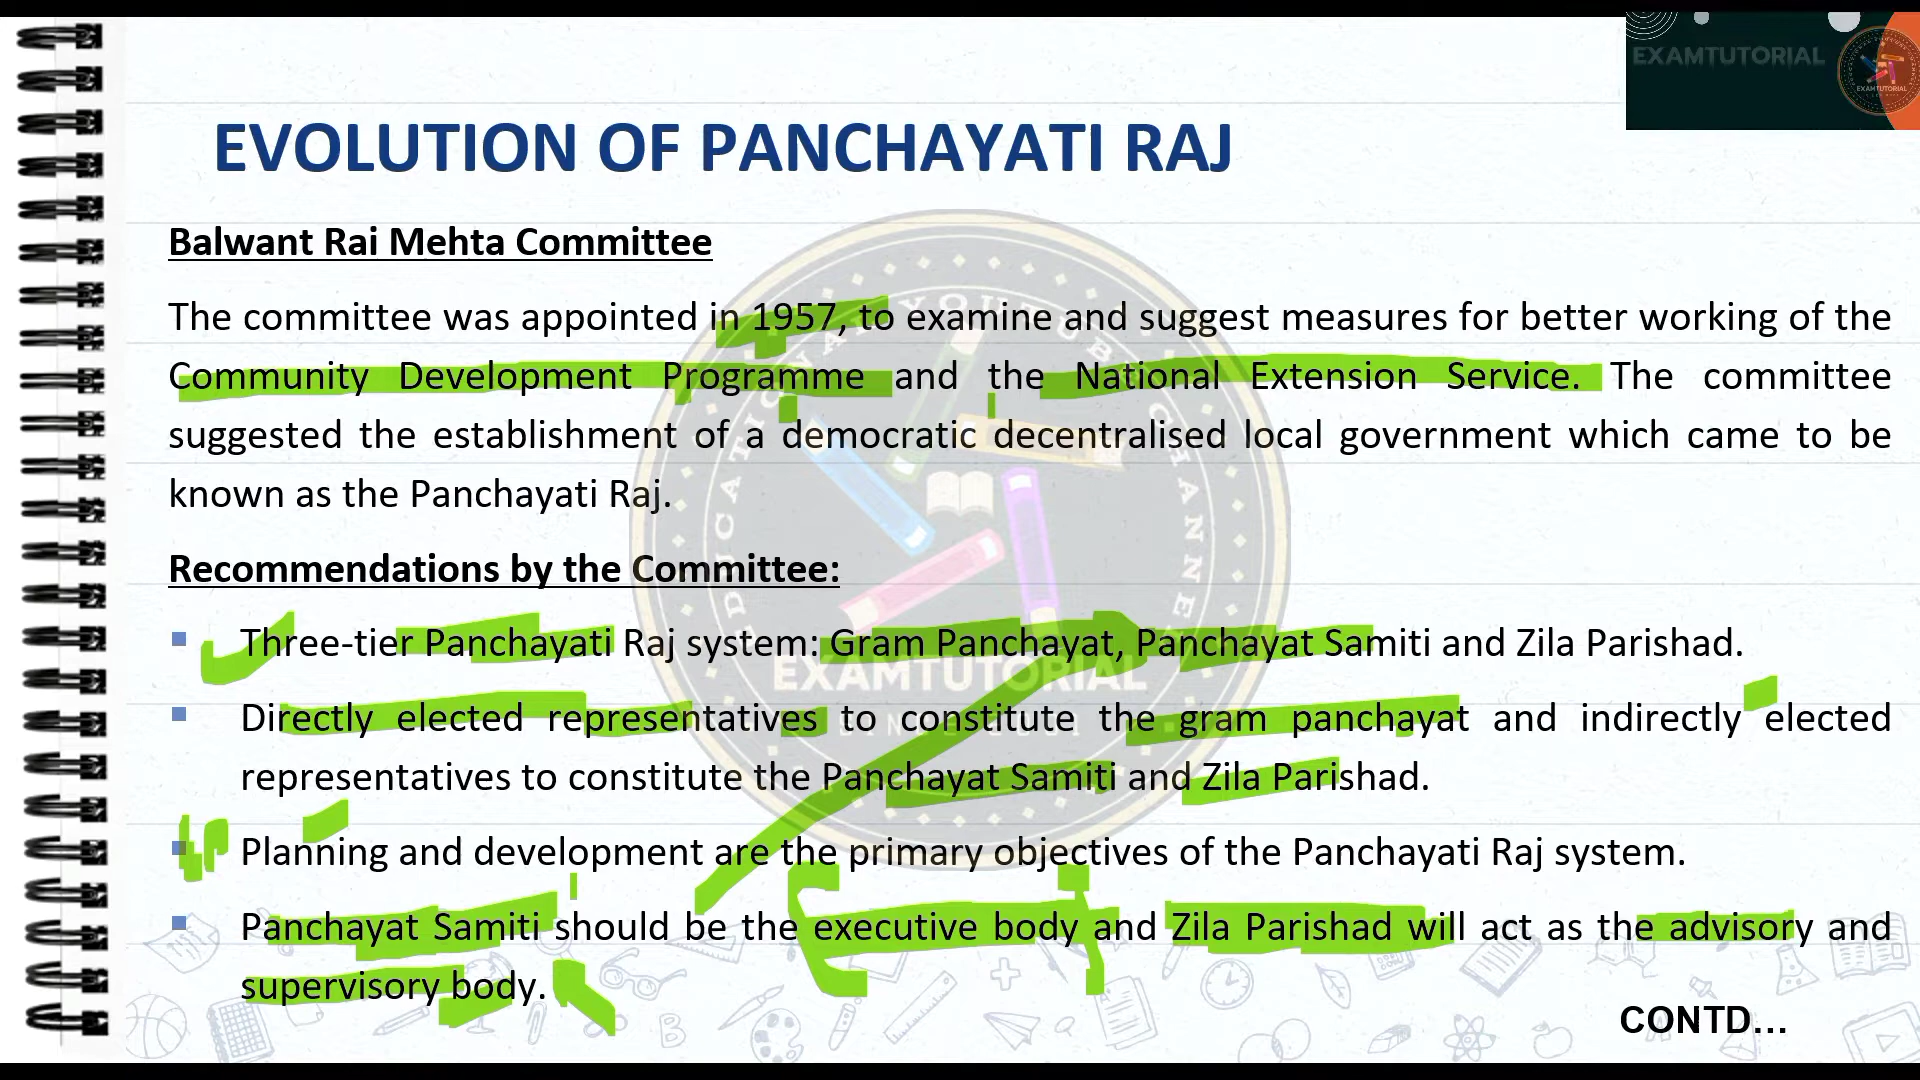 EXAMTUTORIAL
EVOLUTION OF PANCHAYATI RAJ
Balwant Rai Mehta Committee
The committee was appointed in 1957, to examine and suggest measures for better working of the
Community Development Programme and the National Extension Service. The committee
suggested the establishment of a democratic decentralised local government which came to be
known as the Panchayati Raj.
Recommendations by the Committee:
Three-tier Panchayati Raj system: Gram Panchayat, Panchayat Samiti and Zila Parishad.
EXAMTUTORIAL
Directly elected representatives to constitute the gram panchayat and indirectly elected
representatives to constitute the Panchayat Samiti and Zila Parishad.
Planning and development are the primary objectives of the Panchayati Raj system.
Panchayat Samiti should be the executive body and Zila Parishad will act as the advisory and
supervisory body.
CONTD...
EDUCATIONAL YOUTUBE CHANNEL